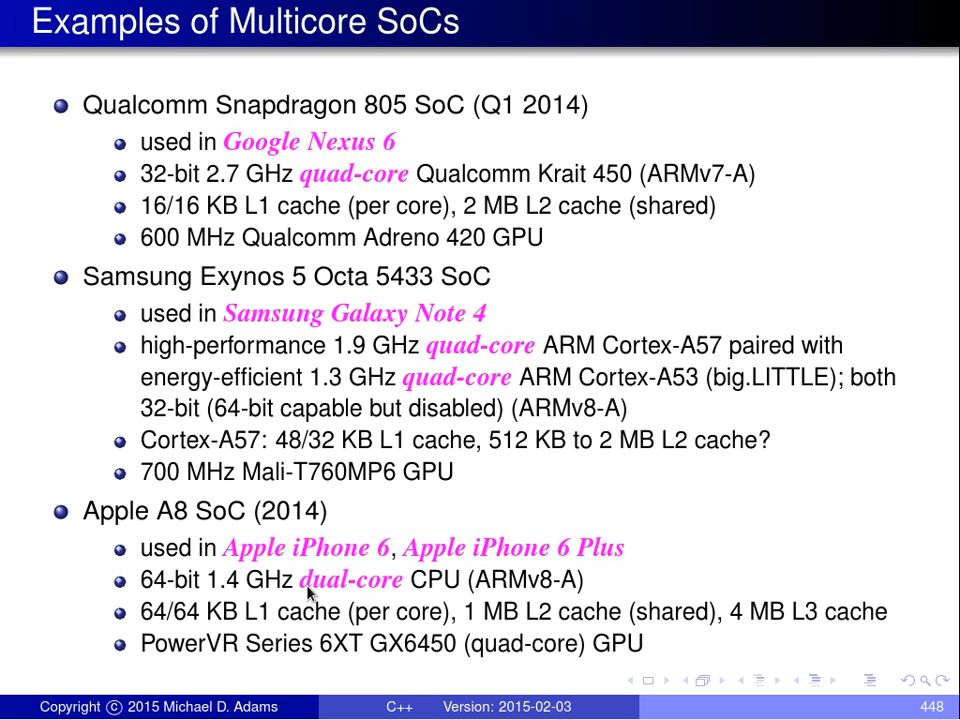 Examples of Multicore SoCs
Qualcomm Snapdragon 805 SoC (Q1 2014)
used in Google Nexus 6
32-bit 2.7 GHz quad-core Qualcomm Krait 450 (ARMv7-A)
16/16 KB L1 cache (per core), 2 MB L2 cache (shared)
600 MHz Qualcomm Adreno 420 GPU
Samsung Exynos 5 Octa 5433 SoC
used in Samsung Galaxy Note 4
high-performance 1.9 GHz quad-core ARM Cortex-A57 paired with
energy-efficient 1.3 GHz quad-core ARM Cortex-A53 (big.LITTLE); both
32-bit (64-bit capable but disabled) (ARMv8-A)
Cortex-A57: 48/32 KB L1 cache, 512 KB to 2 MB L2 cache?
700 MHz Mali-T760MP6 GPU
Apple A8 SoC (2014)
used in Apple iPhone 6, Apple iPhone 6 Plus
64-bit 1.4 GHz dual-core CPU (ARMv8-A)
64/64 KB L1 cache (per core), 1 MB L2 cache (shared), 4 MB L3 cache
PowerVR Series 6XT GX6450 (quad-core) GPU
Copyright © 2015 Michael D. Adams C++ Version: 2015-02-03 448